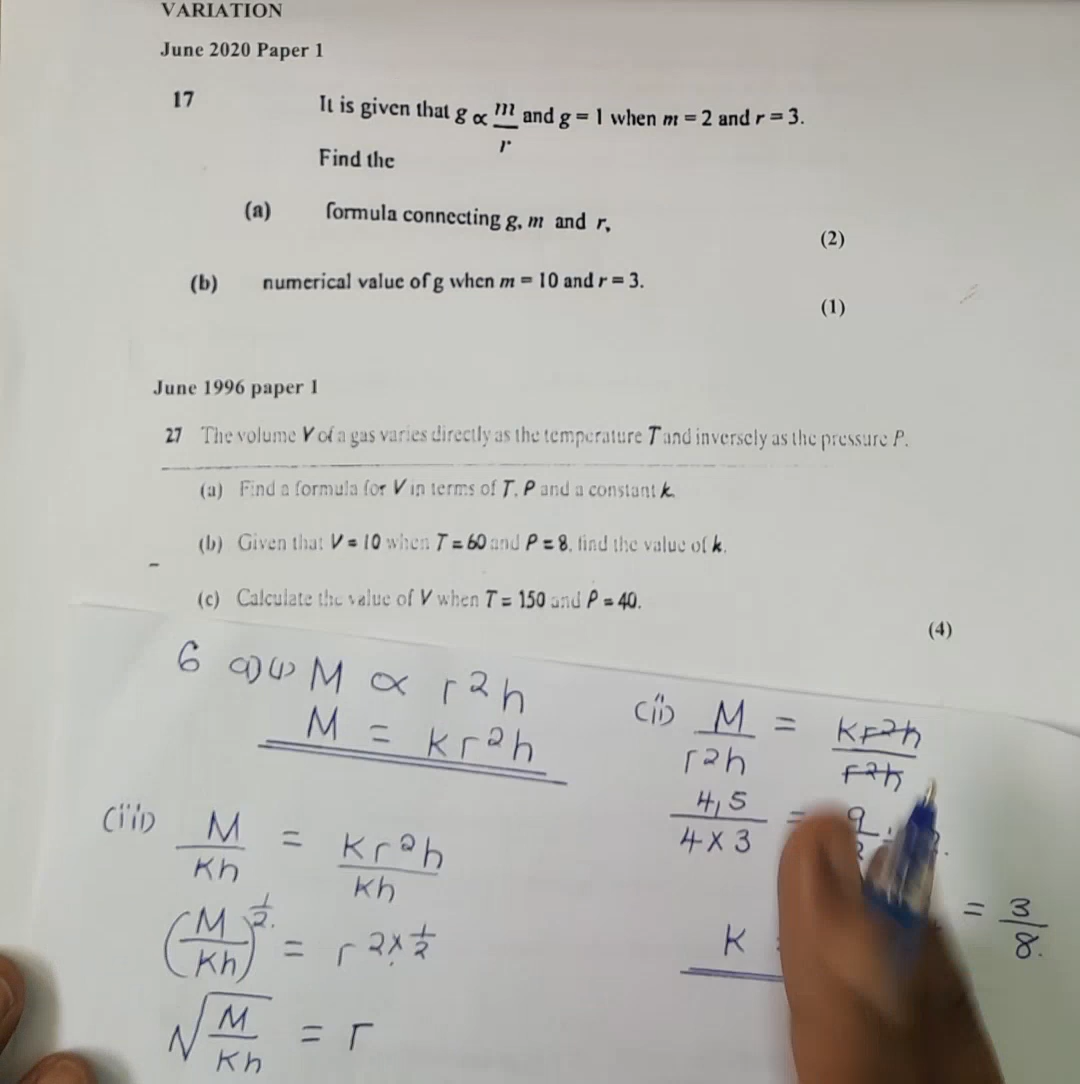 VARIATION
June 2020 Paper 1
17 It is given that g ∝ m/r and g = 1 when m = 2 and r = 3.
Find the
(a) formula connecting g, m and r,
(2)
(b) numerical value of g when m = 10 and r = 3.
(1)
June 1996 paper 1
27 The volume V of a gas varies directly as the temperature T and inversely as the pressure P.
(a) Find a formula for V in terms of T, P and a constant k.
(b) Given that V = 10 when T = 60 and P = 8, find the value of k.
(c) Calculate the value of V when T = 150 and P = 40.
(4)
6 a)(i) M ∝ r²h
M = kr²h
(ii) M/r²h = kr²h/r²h
4,5/4×3 = 9
= 3/8.
K
(iii) M/Kh = Kr²h/Kh
(M/Kh)^1/2. = r^2×1/2
√M/Kh = r